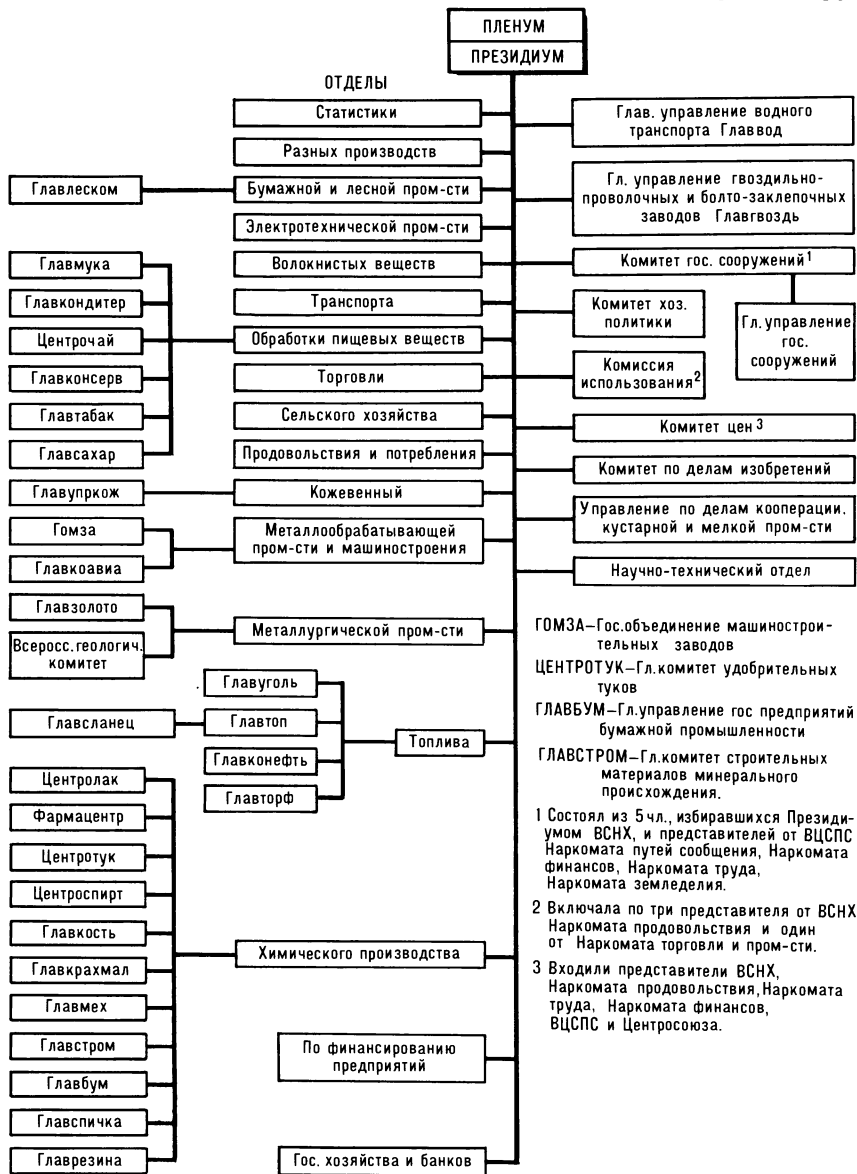 ПЛЕНУМ
ПРЕЗИДИУМ
ОТДЕЛЫ
Статистики
Разных производств
Бумажной и лесной пром-сти
Главлеском
Электротехнической пром-сти
Волокнистых веществ
Транспорта
Обработки пищевых веществ
Главмука
Главкондитер
Центрочай
Главконсерв
Главтабак
Главсахар
Торговли
Сельского хозяйства
Продовольствия и потребления
Кожевенный
Главупркож
Металлообрабатывающей
пром-сти и машиностроения
Гомза
Главкоавиа
Металлургической пром-сти
Главзолото
Всеросс. геологич.
комитет
Топлива
Главуголь
Главтоп
Главсланец
Главконефть
Главторф
Химического производства
Центролак
Фармацентр
Центротук
Центроспирт
Главкость
Главкрахмал
Главмех
Главстром
Главбум
Главспичка
Главрезина
По финансированию
предприятий
Гос. хозяйства и банков
Глав. управление водного
транспорта Главвод
Гл. управление гвоздильно-
проволочных и болто-заклепочных
заводов Главгвоздь
Комитет гос. сооружений 1
Гл. управление
гос.
сооружений
Комитет хоз.
политики
Комиссия
использования 2
Комитет цен 3
Комитет по делам изобретений
Управление по делам кооперации.
кустарной и мелкой пром-сти
Научно-технический отдел
ГОМЗА–Гос.объединение машинострои-
тельных заводов
ЦЕНТРОТУК–Гл.комитет удобрительных
туков
ГЛАВБУМ–Гл.управление гос предприятий
бумажной промышленности
ГЛАВСТРОМ–Гл.комитет строительных
материалов минерального
происхождения.
1 Состоял из 5 чл., избиравшихся Президи-
умом ВСНХ, и представителей от ВЦСПС
Наркомата путей сообщения, Наркомата
финансов, Наркомата труда,
Наркомата земледелия.
2 Включала по три представителя от ВСНХ
Наркомата продовольствия и один
от Наркомата торговли и пром-сти.
3 Входили представители ВСНХ,
Наркомата продовольствия, Наркомата
труда, Наркомата финансов,
ВЦСПС и Центросоюза.